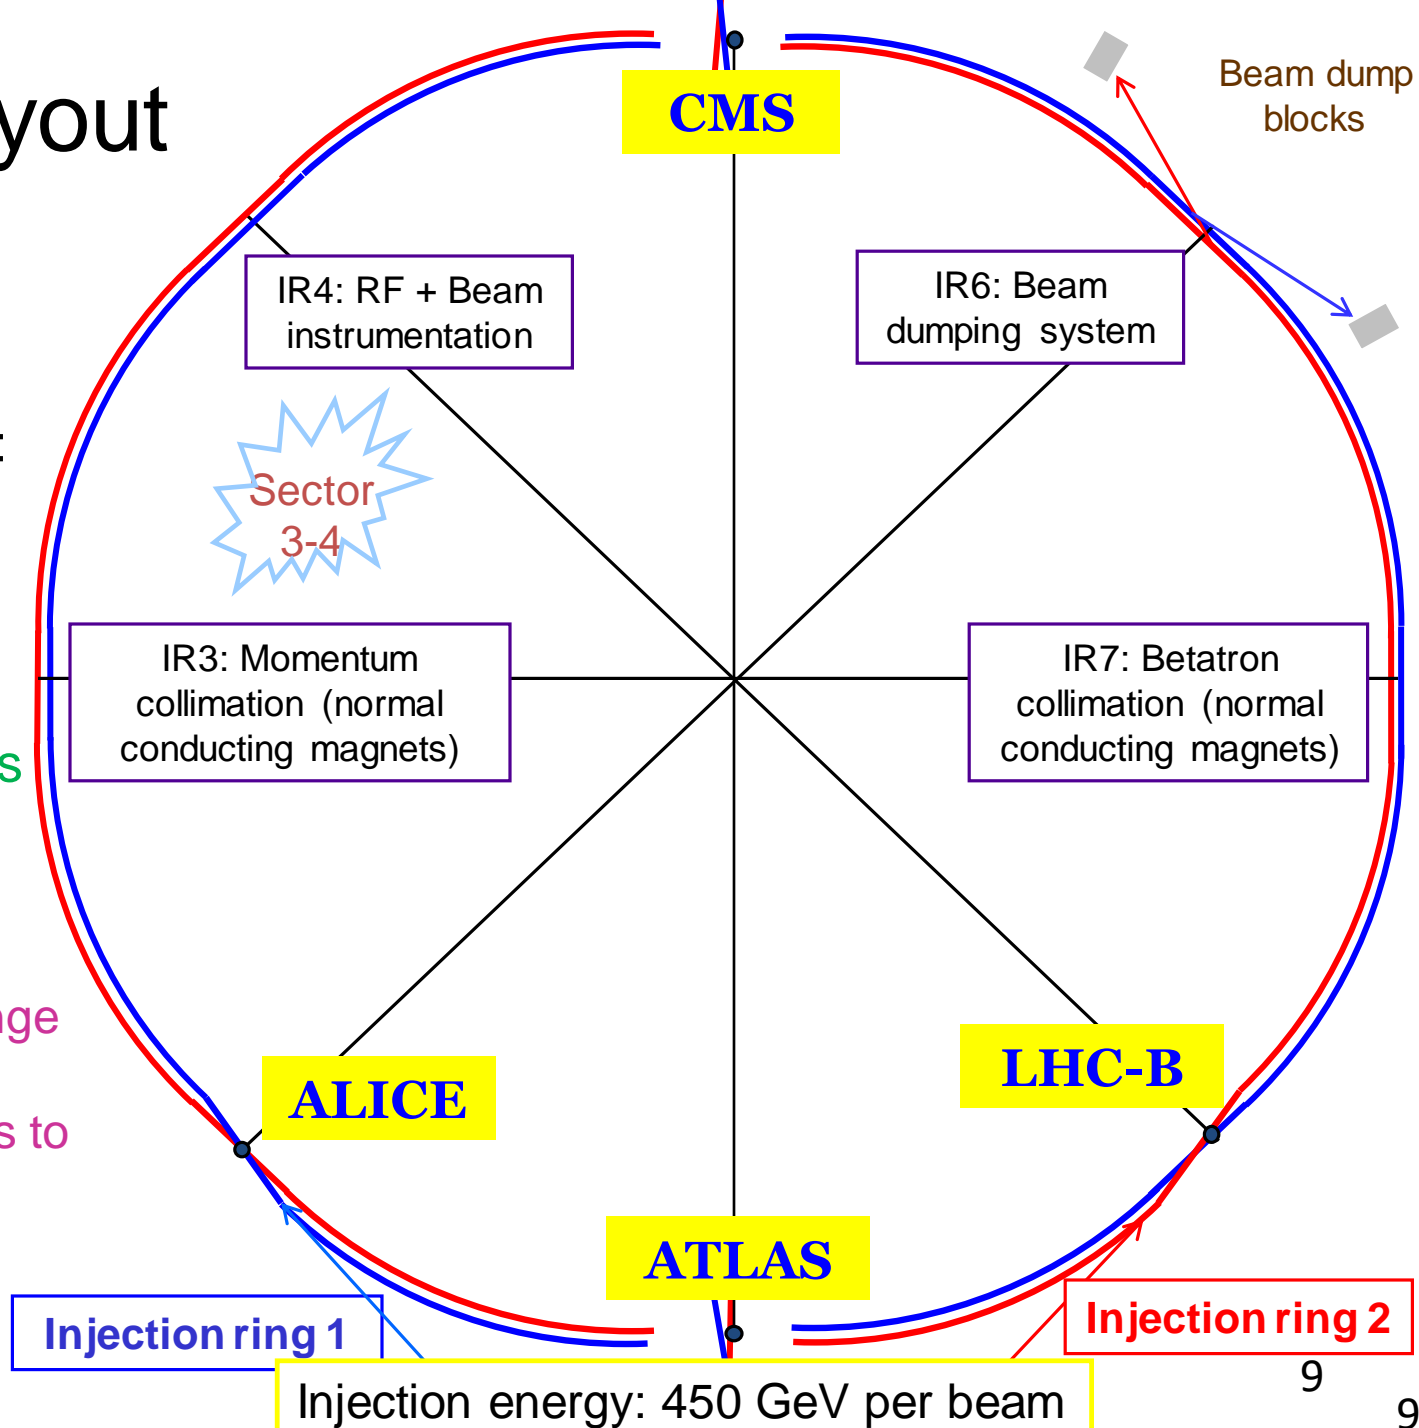 yout
CMS
Beam dump
blocks
IR4: RF + Beam
instrumentation
IR6: Beam
dumping system
Sector
3-4
IR3: Momentum
collimation (normal
conducting magnets)
IR7: Betatron
collimation (normal
conducting magnets)
s
nge
s to
ALICE
LHC-B
ATLAS
Injection ring 1
Injection ring 2
Injection energy: 450 GeV per beam
9
9